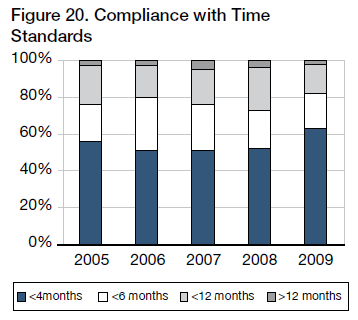 Figure 20. Compliance with Time
Standards
100%
80%
60%
40%
20%
0%
2005 2006 2007 2008 2009
<4months <6 months <12 months >12 months